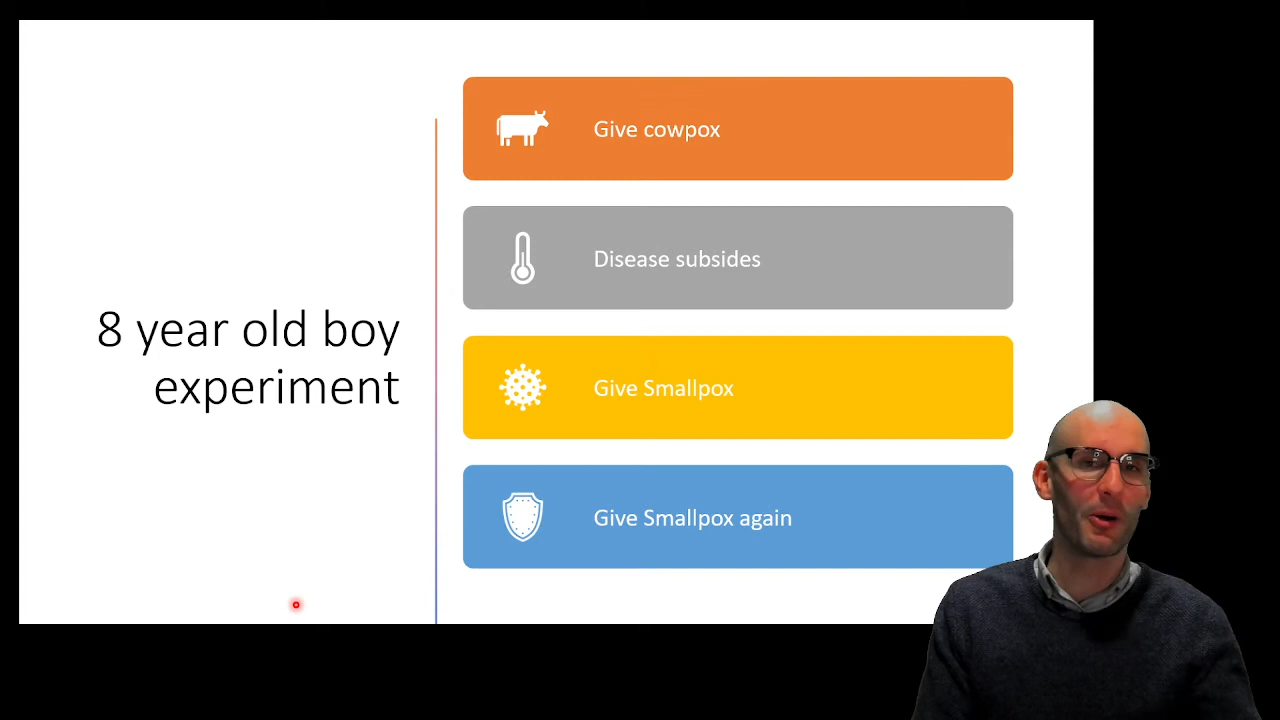 8 year old boy
experiment
Give cowpox
Disease subsides
Give Smallpox
Give Smallpox again